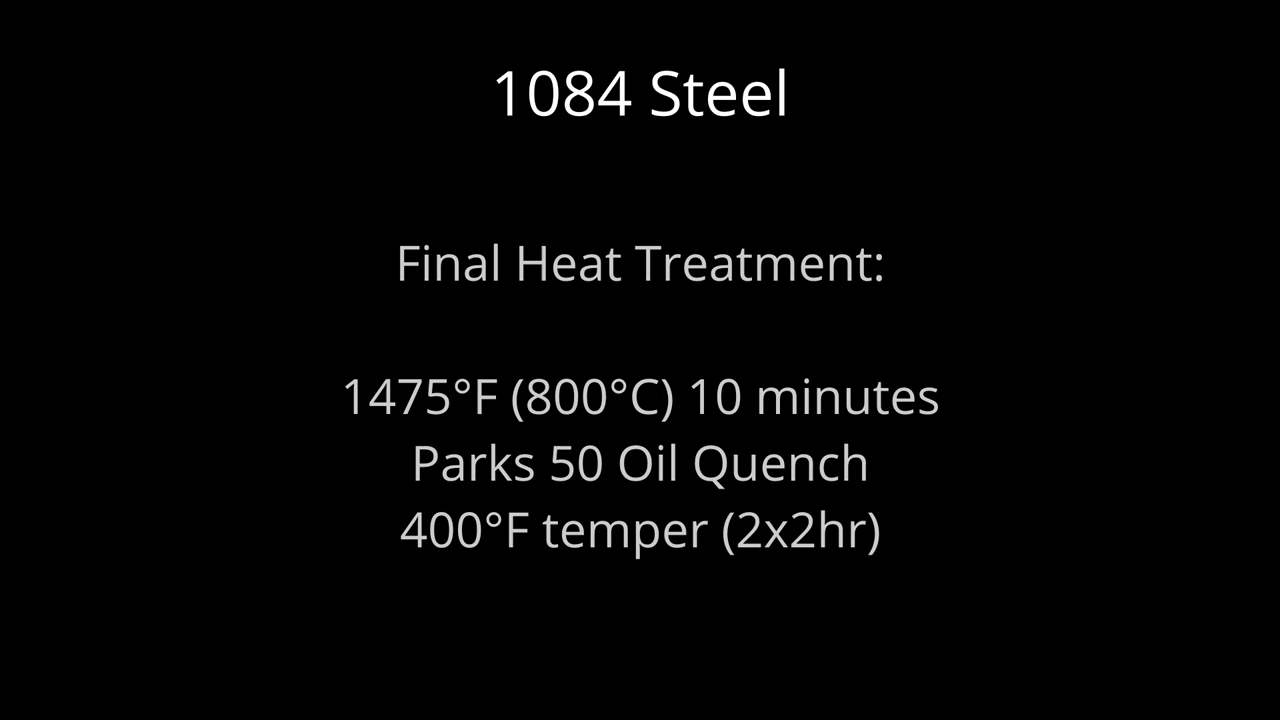 1084 Steel
Final Heat Treatment:
1475°F (800°C) 10 minutes
Parks 50 Oil Quench
400°F temper (2x2hr)